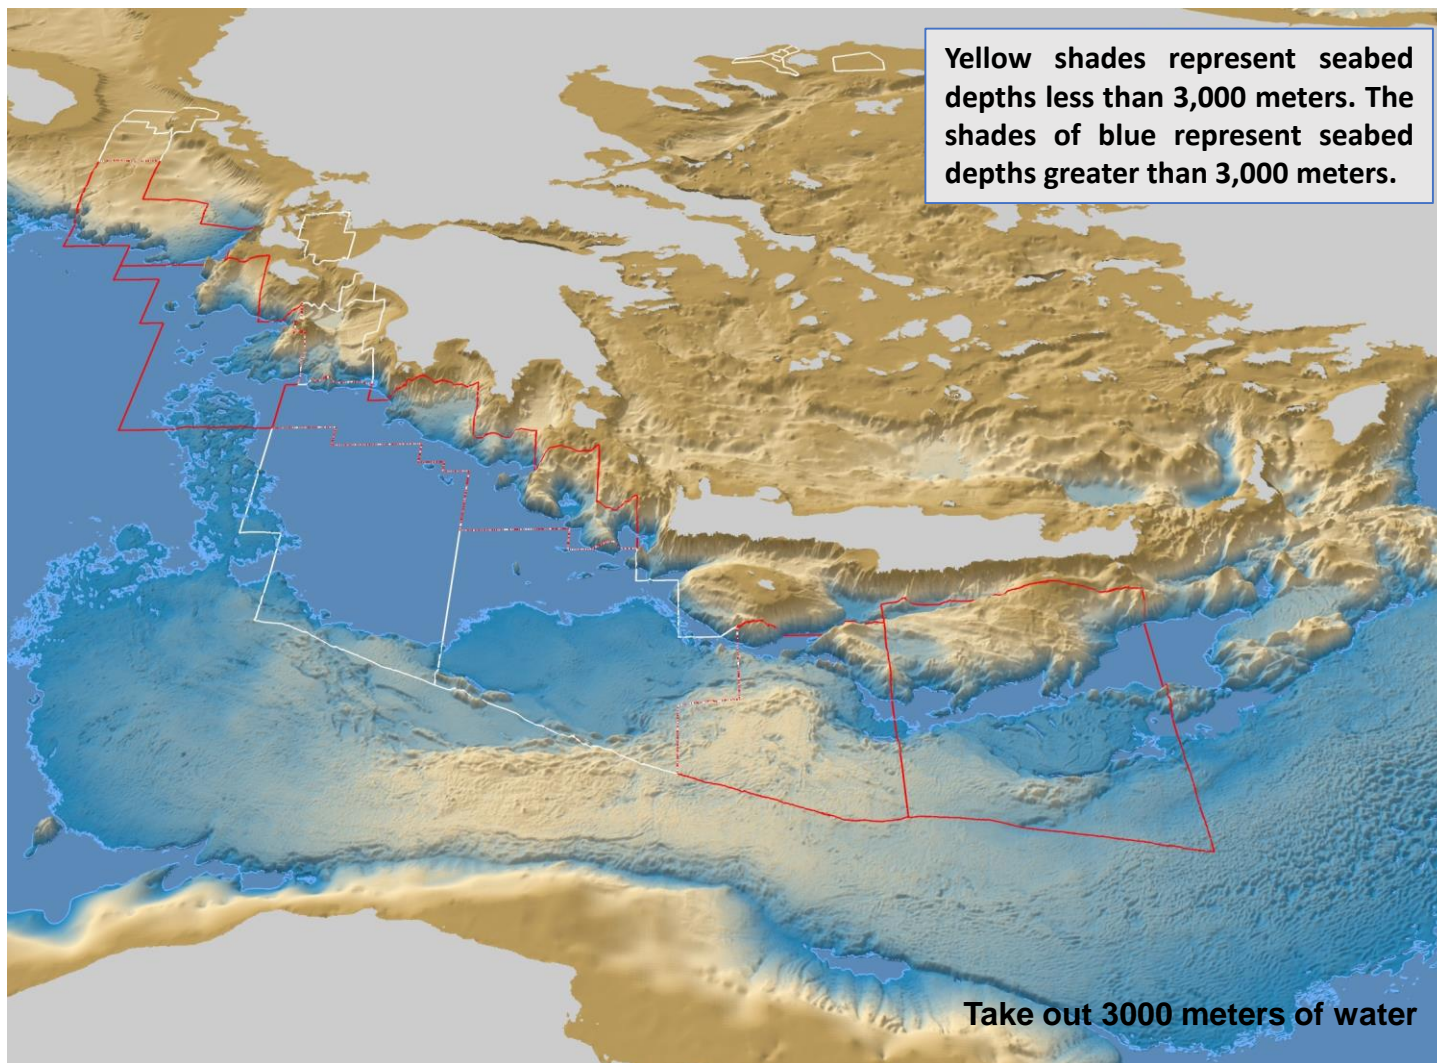 Yellow shades represent seabed
depths less than 3,000 meters. The
shades of blue represent seabed
depths greater than 3,000 meters.
Take out 3000 meters of water